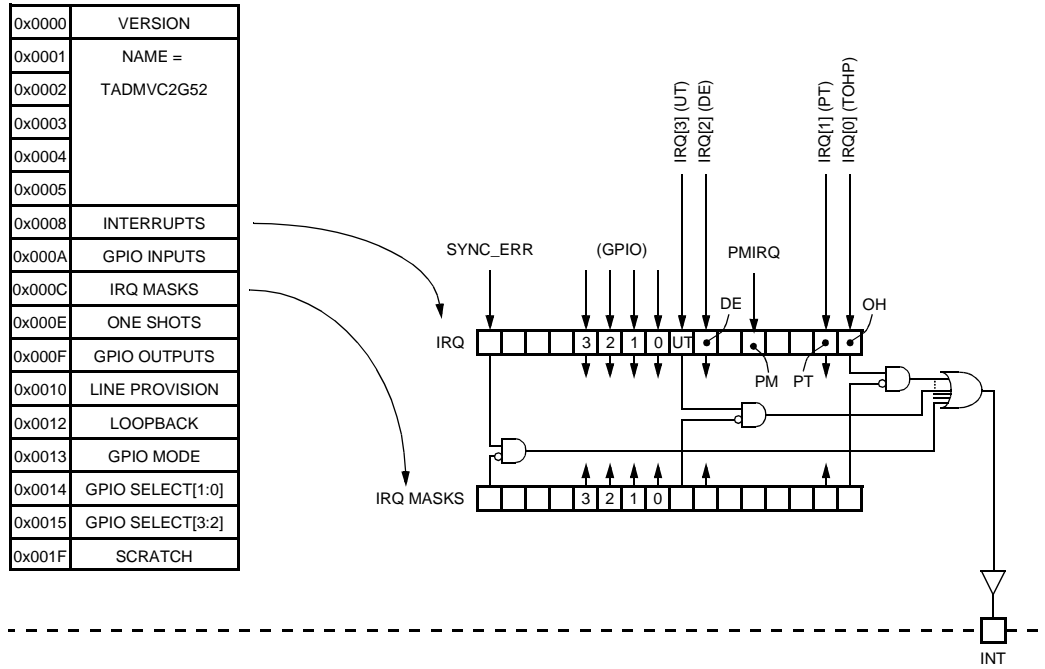 0x0000 VERSION
0x0001 NAME =
0x0002 TADMVC2G52
0x0003
0x0004
0x0005
0x0008 INTERRUPTS
0x000A GPIO INPUTS
0x000C IRQ MASKS
0x000E ONE SHOTS
0x000F GPIO OUTPUTS
0x0010 LINE PROVISION
0x0012 LOOPBACK
0x0013 GPIO MODE
0x0014 GPIO SELECT[1:0]
0x0015 GPIO SELECT[3:2]
0x001F SCRATCH
IRQ[3] (UT)
IRQ[2] (DE)
IRQ[1] (PT)
IRQ[0] (TOHP)
SYNC_ERR (GPIO) PMIRQ
DE OH
IRQ 3 2 1 0 UT
PM PT
IRQ MASKS 3 2 1 0
INT